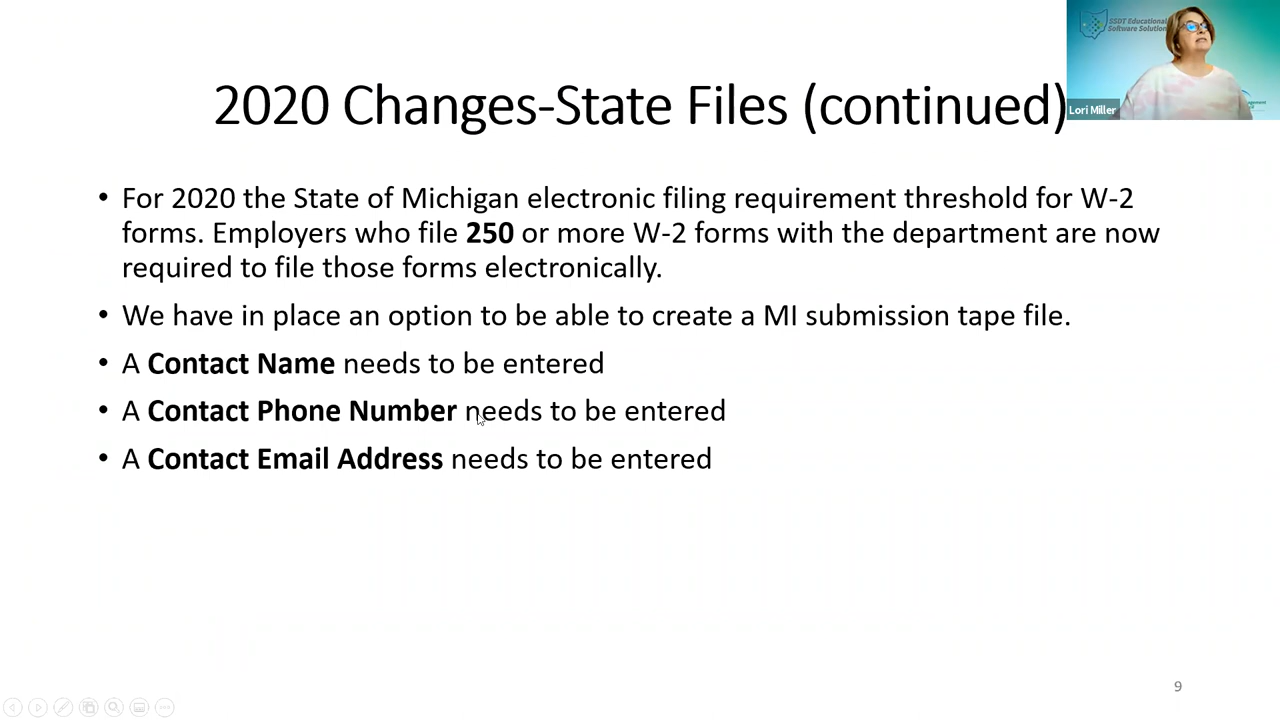 SSDT Educational
Software Solution
2020 Changes-State Files (continued)
Lori Miller
• For 2020 the State of Michigan electronic filing requirement threshold for W-2
forms. Employers who file 250 or more W-2 forms with the department are now
required to file those forms electronically.
• We have in place an option to be able to create a MI submission tape file.
• A Contact Name needs to be entered
• A Contact Phone Number needs to be entered
• A Contact Email Address needs to be entered
9